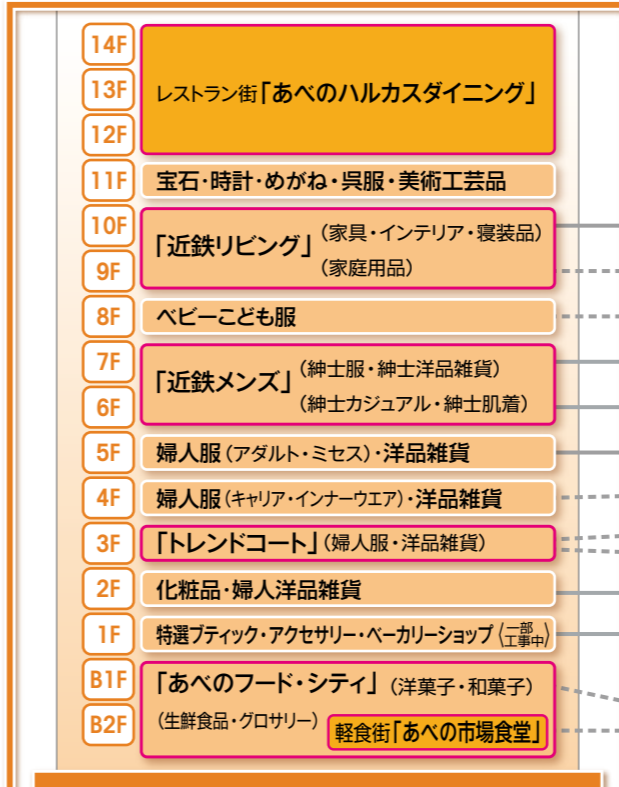 14F
13F
レストラン街「あべのハルカスダイニング」
12F
11F 宝石・時計・めがね・呉服・美術工芸品
10F 「近鉄リビング」(家具・インテリア・寝装品)
9F (家庭用品)
8F ベビーこども服
7F 「近鉄メンズ」(紳士服・紳士洋品雑貨)
6F (紳士カジュアル・紳士肌着)
5F 婦人服(アダルト・ミセス)・洋品雑貨
4F 婦人服(キャリア・インナーウエア)・洋品雑貨
3F 「トレンドコート」(婦人服・洋品雑貨)
2F 化粧品・婦人洋品雑貨
1F 特選ブティック・アクセサリー・ベーカリーショップ〈一部工事中〉
B1F 「あべのフード・シティ」(洋菓子・和菓子)
B2F (生鮮食品・グロサリー) 軽食街「あべの市場食堂」